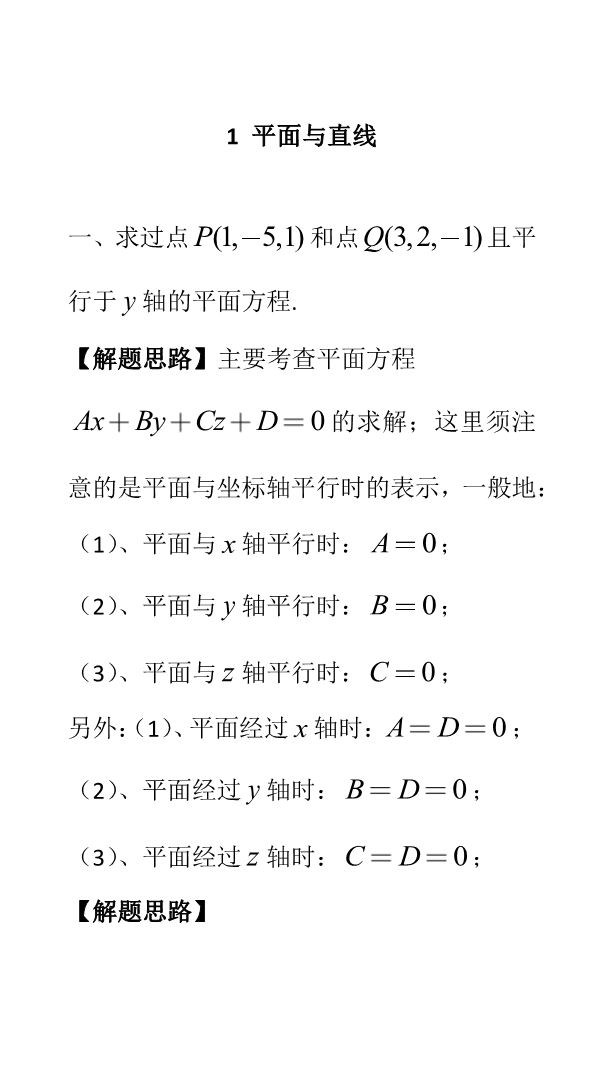 1 平面与直线
一、求过点 P(1,−5,1) 和点 Q(3,2,−1) 且平
行于 y 轴的平面方程.
【解题思路】主要考查平面方程
Ax+By+Cz+D=0 的求解；这里须注
意的是平面与坐标轴平行时的表示，一般地：
（1）、平面与 x 轴平行时： A=0；
（2）、平面与 y 轴平行时： B=0；
（3）、平面与 z 轴平行时： C=0；
另外：（1）、平面经过 x 轴时： A=D=0；
（2）、平面经过 y 轴时： B=D=0；
（3）、平面经过 z 轴时： C=D=0；
【解题思路】